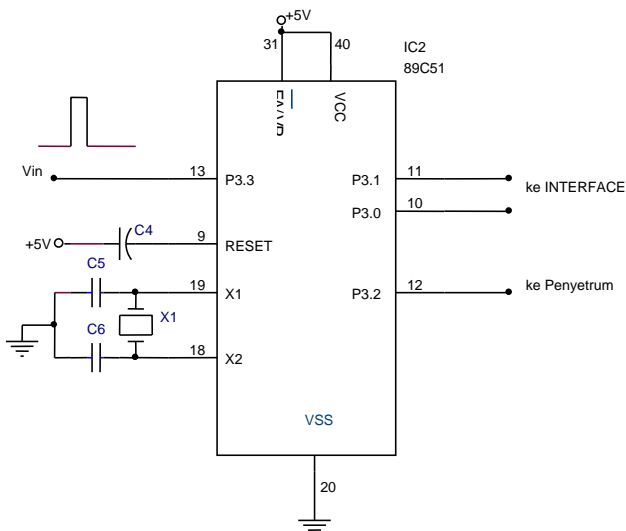 +5V
31
40
IC2
89C51
VCC
Vin
13
P3.3
P3.1
11
ke INTERFACE
P3.0
10
+5V
C4
9
RESET
C5
19
X1
P3.2
12
ke Penyetrum
X1
C6
18
X2
VSS
20